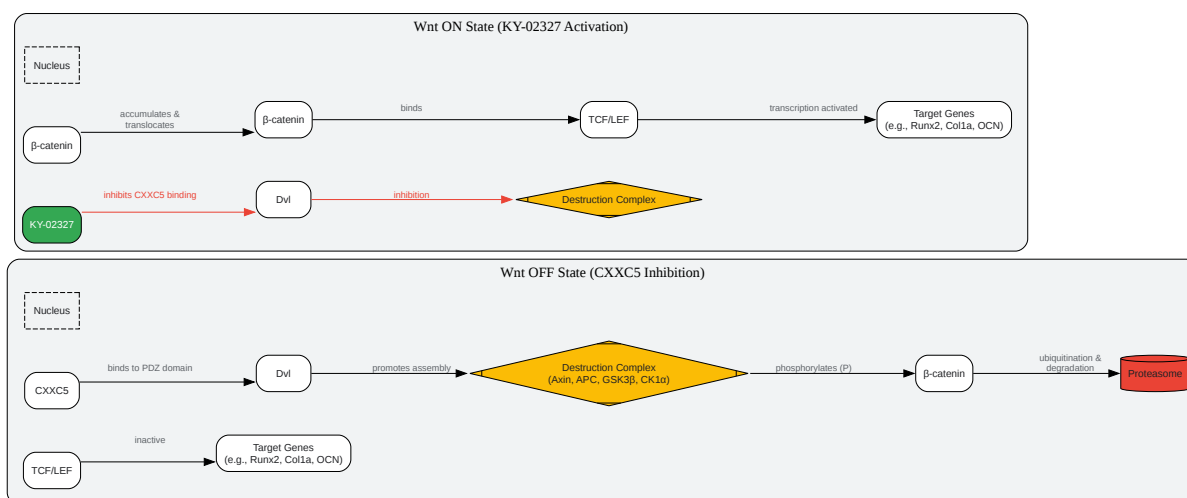 Wnt ON State (KY-02327 Activation)
Nucleus
accumulates &
translocates
β-catenin
β-catenin
binds
TCF/LEF
transcription activated
Target Genes
(e.g., Runx2, Col1a, OCN)
KY-02327
inhibits CXXC5 binding
Dvl
inhibition
Destruction Complex
Wnt OFF State (CXXC5 Inhibition)
Nucleus
CXXC5
binds to PDZ domain
Dvl
promotes assembly
Destruction Complex
(Axin, APC, GSK3β, CK1α)
phosphorylates (P)
β-catenin
ubiquitination &
degradation
Proteasome
TCF/LEF
inactive
Target Genes
(e.g., Runx2, Col1a, OCN)